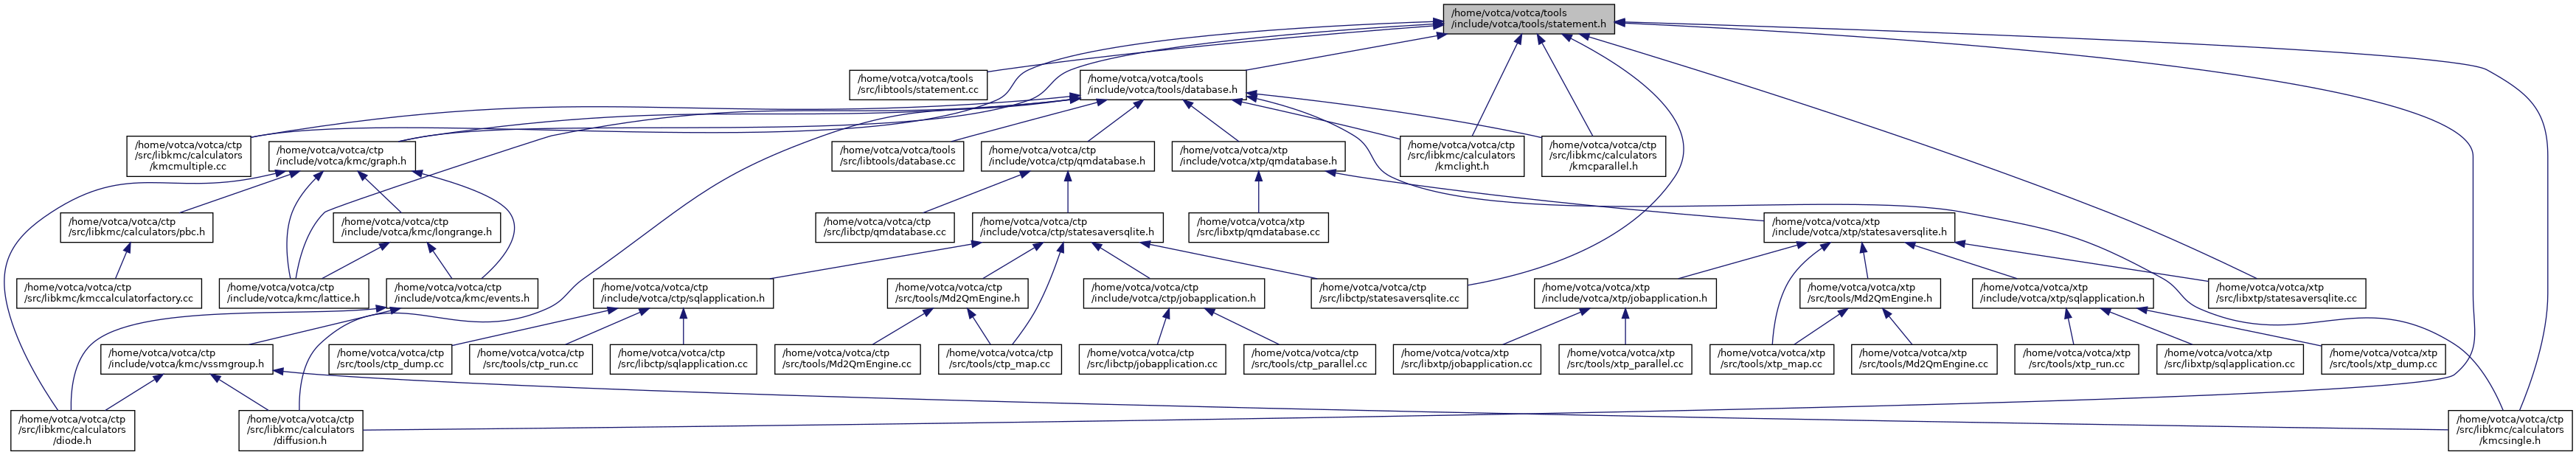 /home/votca/votca/tools
/include/votca/tools/statement.h
/home/votca/votca/tools
/src/libtools/statement.cc
/home/votca/votca/tools
/include/votca/tools/database.h
/home/votca/votca/ctp
/src/libkmc/calculators
/kmcmultiple.cc
/home/votca/votca/ctp
/include/votca/kmc/graph.h
/home/votca/votca/tools
/src/libtools/database.cc
/home/votca/votca/ctp
/include/votca/ctp/qmdatabase.h
/home/votca/votca/xtp
/include/votca/xtp/qmdatabase.h
/home/votca/votca/ctp
/src/libkmc/calculators
/kmclight.h
/home/votca/votca/ctp
/src/libkmc/calculators
/kmcparallel.h
/home/votca/votca/ctp
/src/libkmc/calculators/pbc.h
/home/votca/votca/ctp
/include/votca/kmc/longrange.h
/home/votca/votca/ctp
/src/libctp/qmdatabase.cc
/home/votca/votca/ctp
/include/votca/ctp/statesaversqlite.h
/home/votca/votca/xtp
/src/libxtp/qmdatabase.cc
/home/votca/votca/xtp
/include/votca/xtp/statesaversqlite.h
/home/votca/votca/ctp
/src/libkmc/kmccalculatorfactory.cc
/home/votca/votca/ctp
/include/votca/kmc/lattice.h
/home/votca/votca/ctp
/include/votca/kmc/events.h
/home/votca/votca/ctp
/include/votca/ctp/sqlapplication.h
/home/votca/votca/ctp
/src/tools/Md2QmEngine.h
/home/votca/votca/ctp
/include/votca/ctp/jobapplication.h
/home/votca/votca/ctp
/src/libctp/statesaversqlite.cc
/home/votca/votca/xtp
/include/votca/xtp/jobapplication.h
/home/votca/votca/xtp
/src/tools/Md2QmEngine.h
/home/votca/votca/xtp
/include/votca/xtp/sqlapplication.h
/home/votca/votca/xtp
/src/libxtp/statesaversqlite.cc
/home/votca/votca/ctp
/include/votca/kmc/vssmgroup.h
/home/votca/votca/ctp
/src/tools/ctp_dump.cc
/home/votca/votca/ctp
/src/tools/ctp_run.cc
/home/votca/votca/ctp
/src/libctp/sqlapplication.cc
/home/votca/votca/ctp
/src/tools/Md2QmEngine.cc
/home/votca/votca/ctp
/src/tools/ctp_map.cc
/home/votca/votca/ctp
/src/libctp/jobapplication.cc
/home/votca/votca/ctp
/src/tools/ctp_parallel.cc
/home/votca/votca/xtp
/src/libxtp/jobapplication.cc
/home/votca/votca/xtp
/src/tools/xtp_parallel.cc
/home/votca/votca/xtp
/src/tools/xtp_map.cc
/home/votca/votca/xtp
/src/tools/Md2QmEngine.cc
/home/votca/votca/xtp
/src/tools/xtp_run.cc
/home/votca/votca/xtp
/src/libxtp/sqlapplication.cc
/home/votca/votca/xtp
/src/tools/xtp_dump.cc
/home/votca/votca/ctp
/src/libkmc/calculators
/diode.h
/home/votca/votca/ctp
/src/libkmc/calculators
/diffusion.h
/home/votca/votca/ctp
/src/libkmc/calculators
/kmcsingle.h